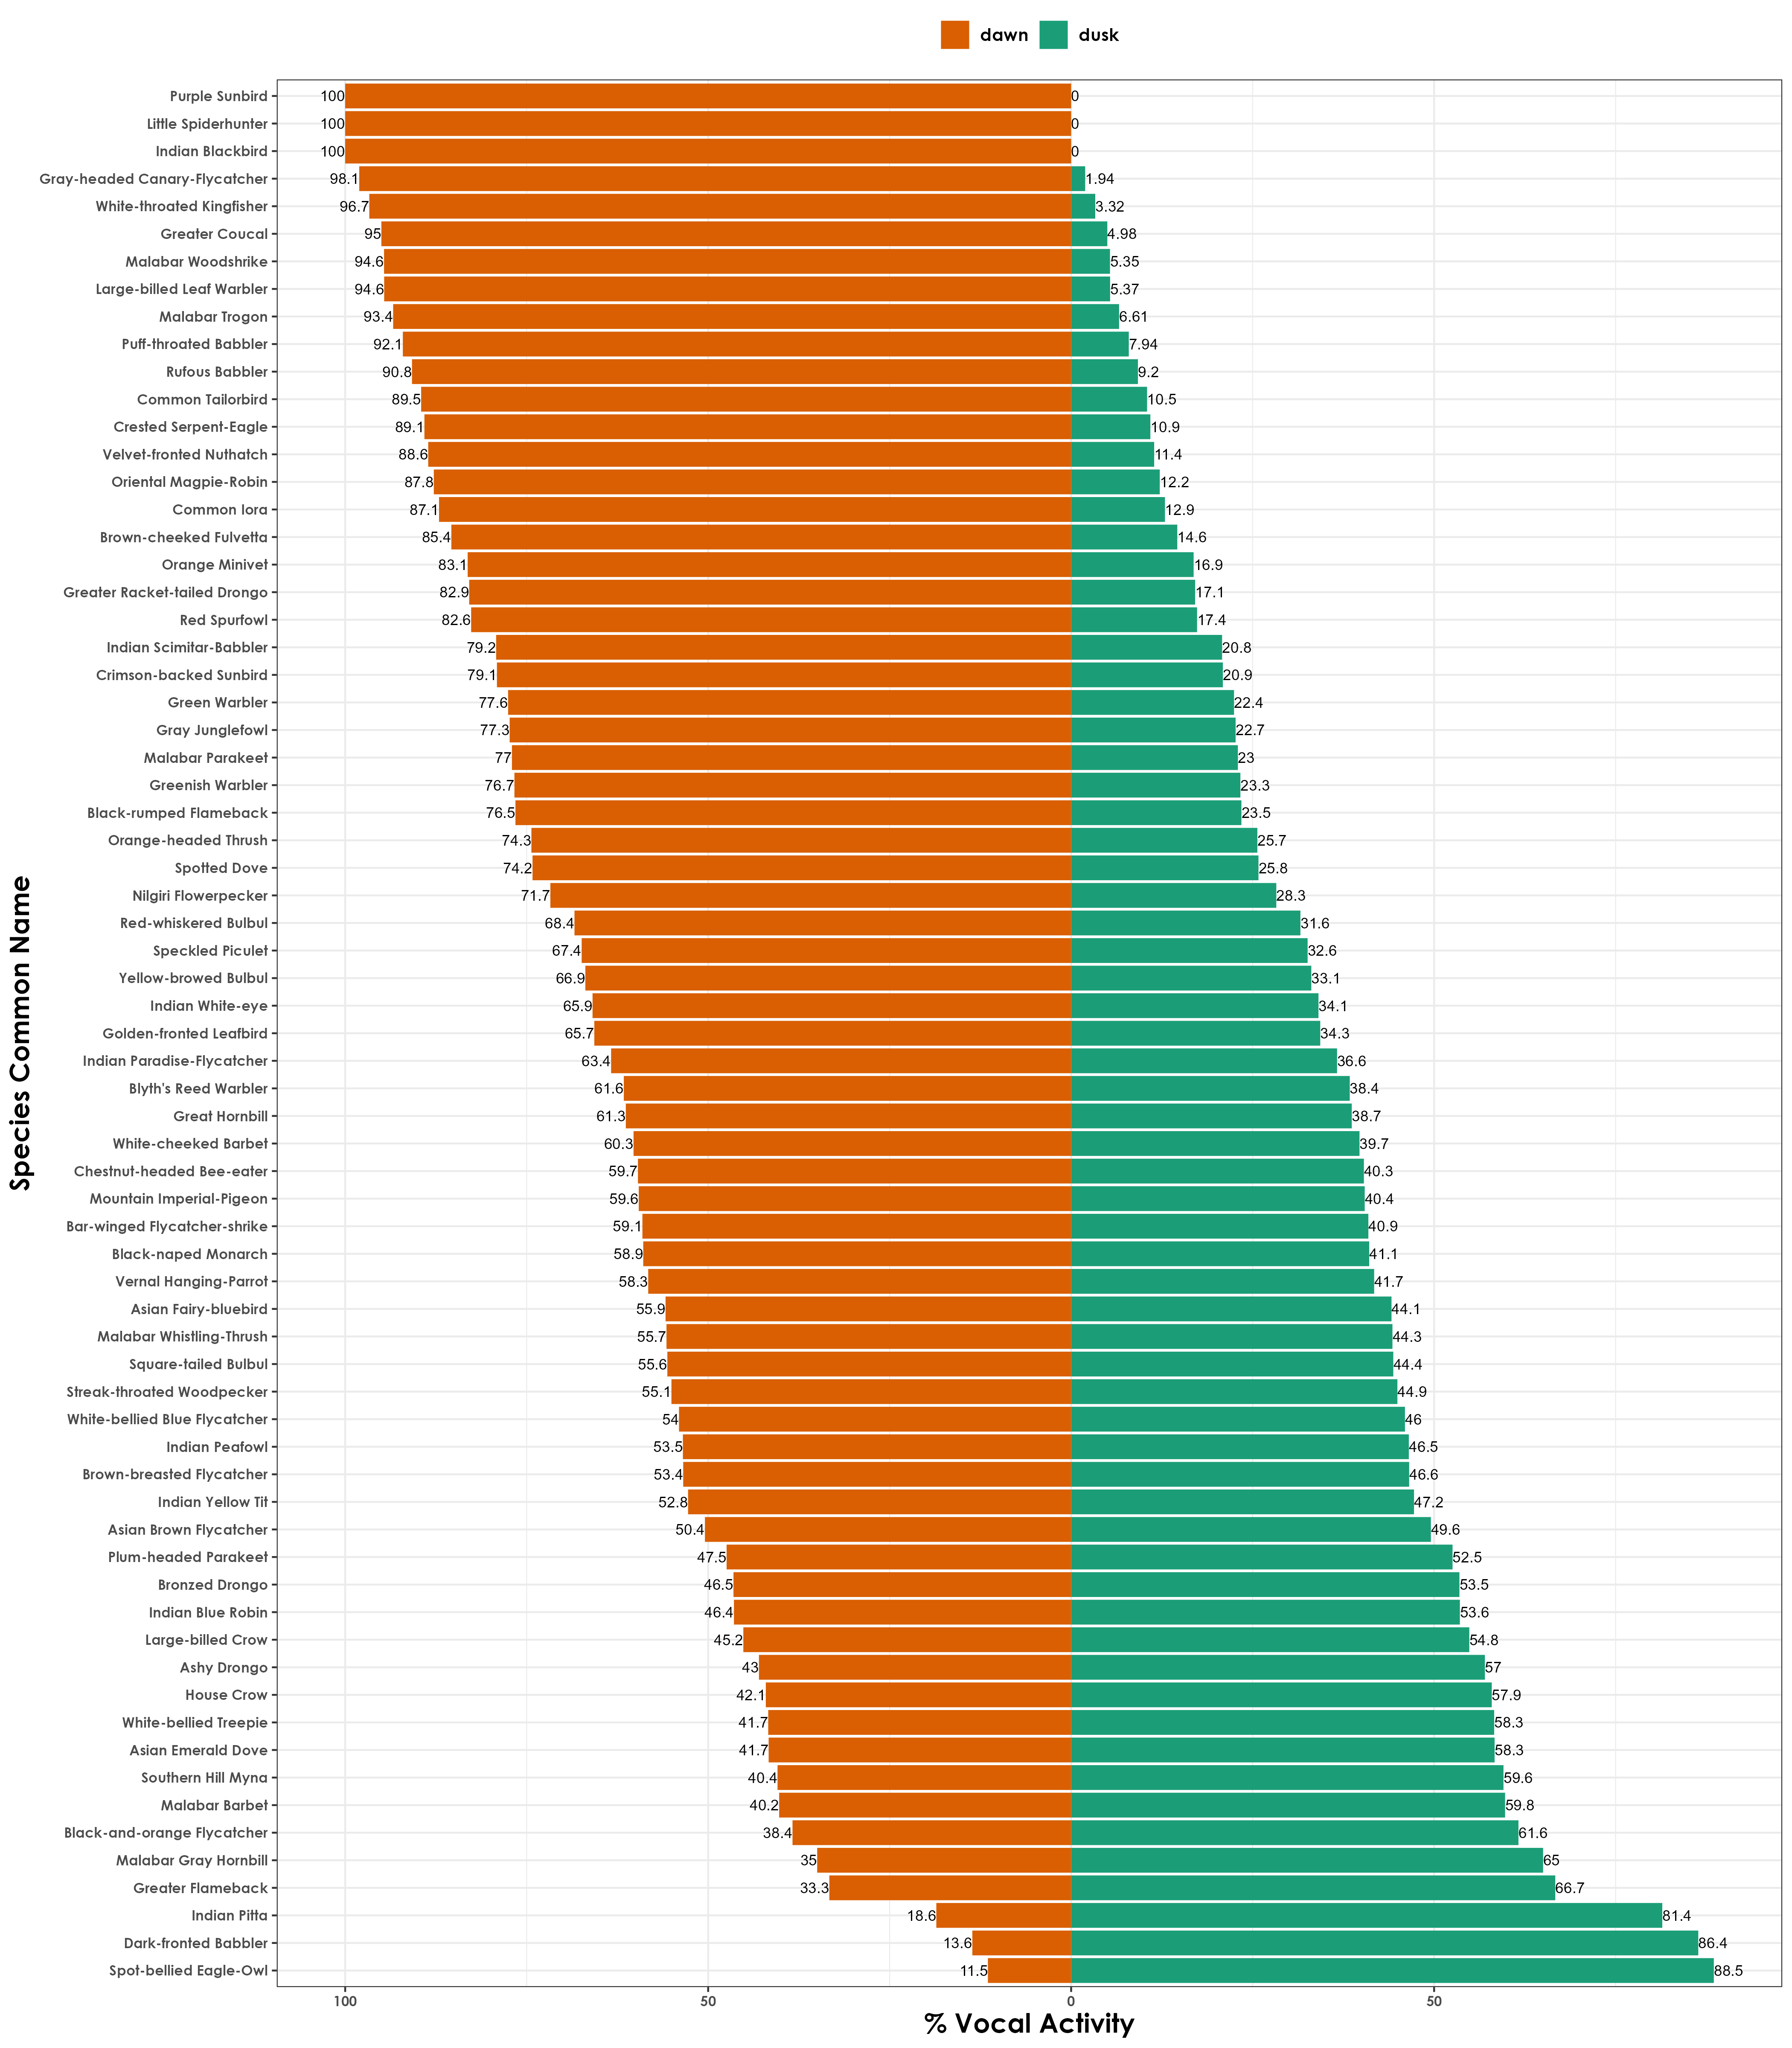 dawn dusk
Purple Sunbird 100 0
Little Spiderhunter 100 0
Indian Blackbird 100 0
Gray-headed Canary-Flycatcher 98.1 1.94
White-throated Kingfisher 96.7 3.32
Greater Coucal 95 4.98
Malabar Woodshrike 94.6 5.35
Large-billed Leaf Warbler 94.6 5.37
Malabar Trogon 93.4 6.61
Puff-throated Babbler 92.1 7.94
Rufous Babbler 90.8 9.2
Common Tailorbird 89.5 10.5
Crested Serpent-Eagle 89.1 10.9
Velvet-fronted Nuthatch 88.6 11.4
Oriental Magpie-Robin 87.8 12.2
Common Iora 87.1 12.9
Brown-cheeked Fulvetta 85.4 14.6
Orange Minivet 83.1 16.9
Greater Racket-tailed Drongo 82.9 17.1
Red Spurfowl 82.6 17.4
Indian Scimitar-Babbler 79.2 20.8
Crimson-backed Sunbird 79.1 20.9
Green Warbler 77.6 22.4
Gray Junglefowl 77.3 22.7
Malabar Parakeet 77 23
Greenish Warbler 76.7 23.3
Black-rumped Flameback 76.5 23.5
Orange-headed Thrush 74.3 25.7
Spotted Dove 74.2 25.8
Nilgiri Flowerpecker 71.7 28.3
Red-whiskered Bulbul 68.4 31.6
Speckled Piculet 67.4 32.6
Yellow-browed Bulbul 66.9 33.1
Indian White-eye 65.9 34.1
Golden-fronted Leafbird 65.7 34.3
Indian Paradise-Flycatcher 63.4 36.6
Blyth's Reed Warbler 61.6 38.4
Great Hornbill 61.3 38.7
White-cheeked Barbet 60.3 39.7
Chestnut-headed Bee-eater 59.7 40.3
Mountain Imperial-Pigeon 59.6 40.4
Bar-winged Flycatcher-shrike 59.1 40.9
Black-naped Monarch 58.9 41.1
Vernal Hanging-Parrot 58.3 41.7
Asian Fairy-bluebird 55.9 44.1
Malabar Whistling-Thrush 55.7 44.3
Square-tailed Bulbul 55.6 44.4
Streak-throated Woodpecker 55.1 44.9
White-bellied Blue Flycatcher 54 46
Indian Peafowl 53.5 46.5
Brown-breasted Flycatcher 53.4 46.6
Indian Yellow Tit 52.8 47.2
Asian Brown Flycatcher 50.4 49.6
Plum-headed Parakeet 47.5 52.5
Bronzed Drongo 46.5 53.5
Indian Blue Robin 46.4 53.6
Large-billed Crow 45.2 54.8
Ashy Drongo 43 57
House Crow 42.1 57.9
White-bellied Treepie 41.7 58.3
Asian Emerald Dove 41.7 58.3
Southern Hill Myna 40.4 59.6
Malabar Barbet 40.2 59.8
Black-and-orange Flycatcher 38.4 61.6
Malabar Gray Hornbill 35 65
Greater Flameback 33.3 66.7
Indian Pitta 18.6 81.4
Dark-fronted Babbler 13.6 86.4
Spot-bellied Eagle-Owl 11.5 88.5
100 50 0 50
% Vocal Activity
Species Common Name